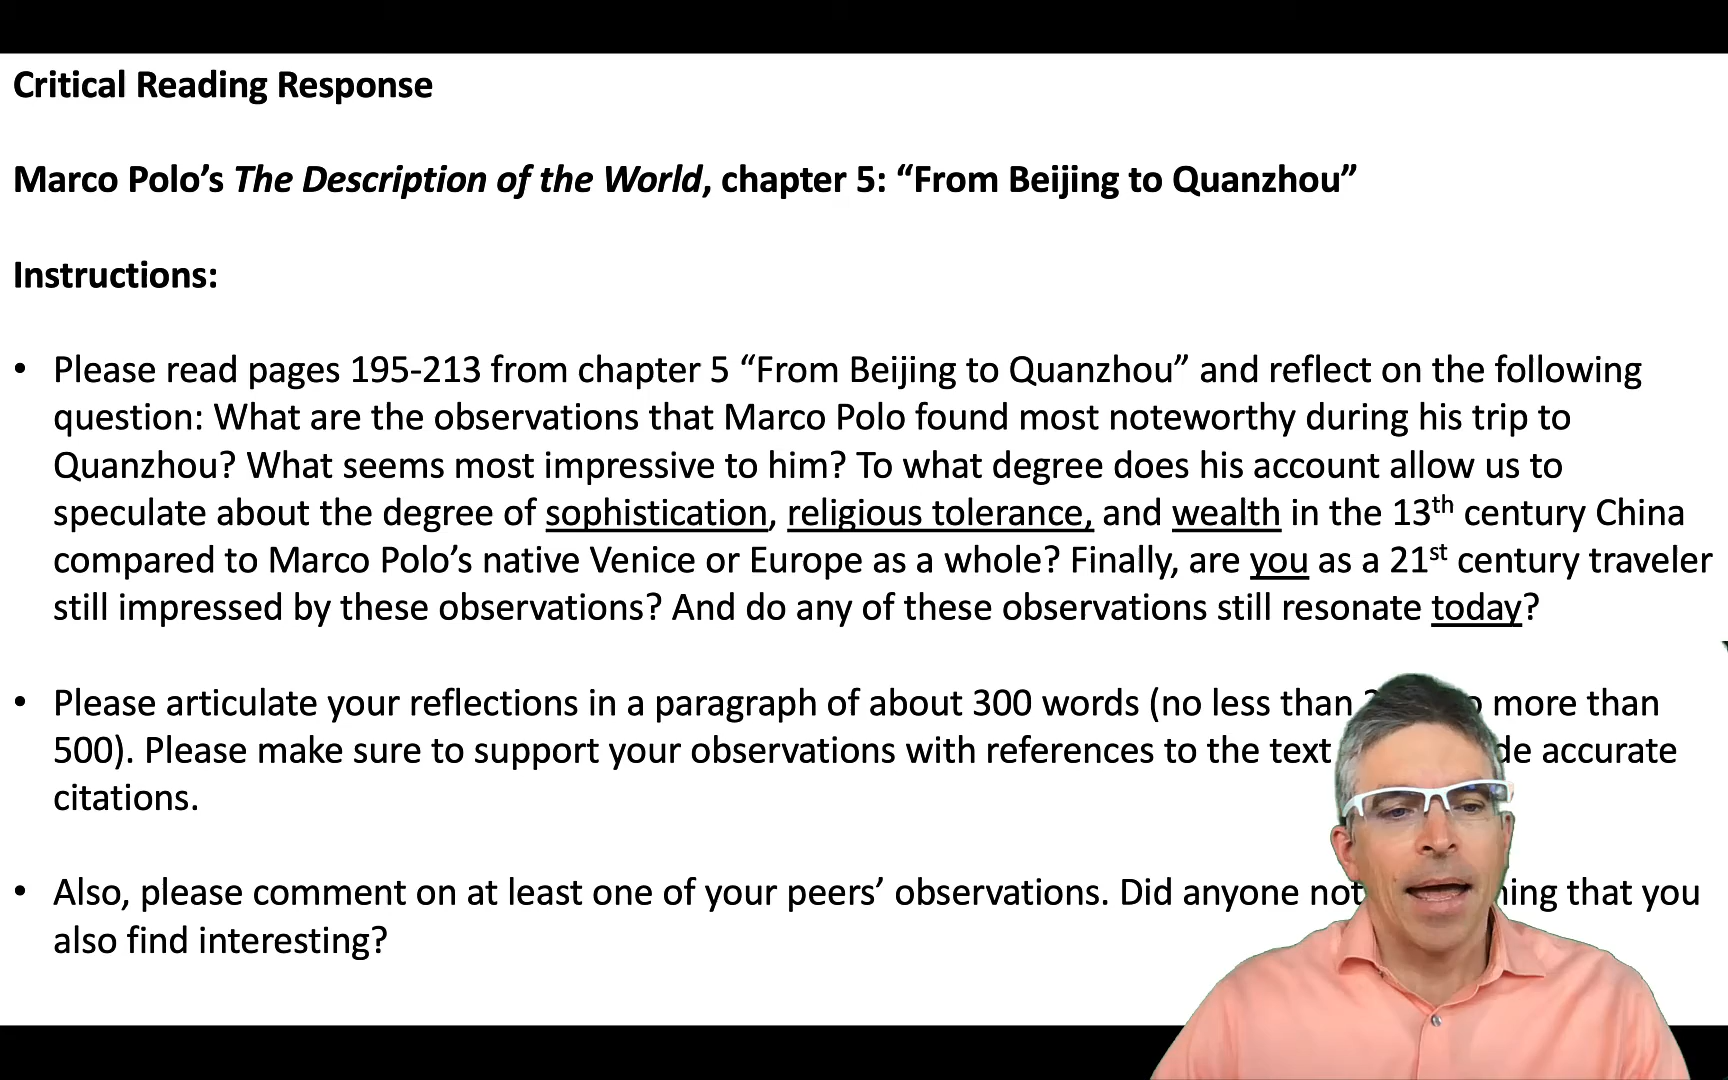 Critical Reading Response
Marco Polo's The Description of the World, chapter 5: “From Beijing to Quanzhou”
Instructions:
• Please read pages 195-213 from chapter 5 “From Beijing to Quanzhou” and reflect on the following
question: What are the observations that Marco Polo found most noteworthy during his trip to
Quanzhou? What seems most impressive to him? To what degree does his account allow us to
speculate about the degree of sophistication, religious tolerance, and wealth in the 13th century China
compared to Marco Polo’s native Venice or Europe as a whole? Finally, are you as a 21st century traveler
still impressed by these observations? And do any of these observations still resonate today?
• Please articulate your reflections in a paragraph of about 300 words (no less than more than
500). Please make sure to support your observations with references to the text accurate
citations.
• Also, please comment on at least one of your peers’ observations. Did anyone that you
also find interesting?